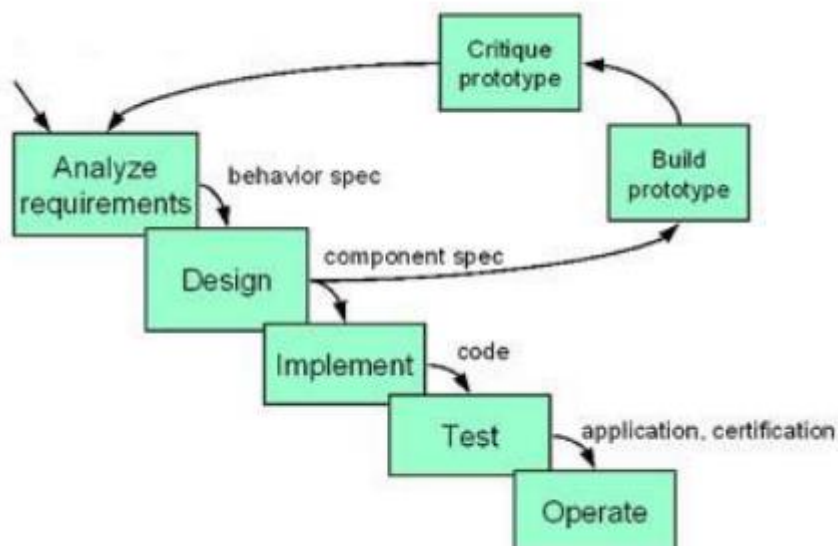 Critique
prototype
Build
prototype
Analyze
requirements
behavior spec
component spec
Design
Implement
code
Test
application, certification
Operate